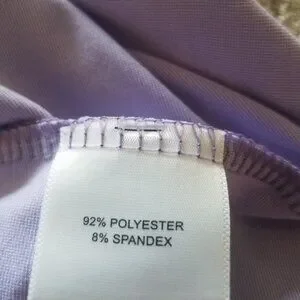 92% POLYESTER
8% SPANDEX